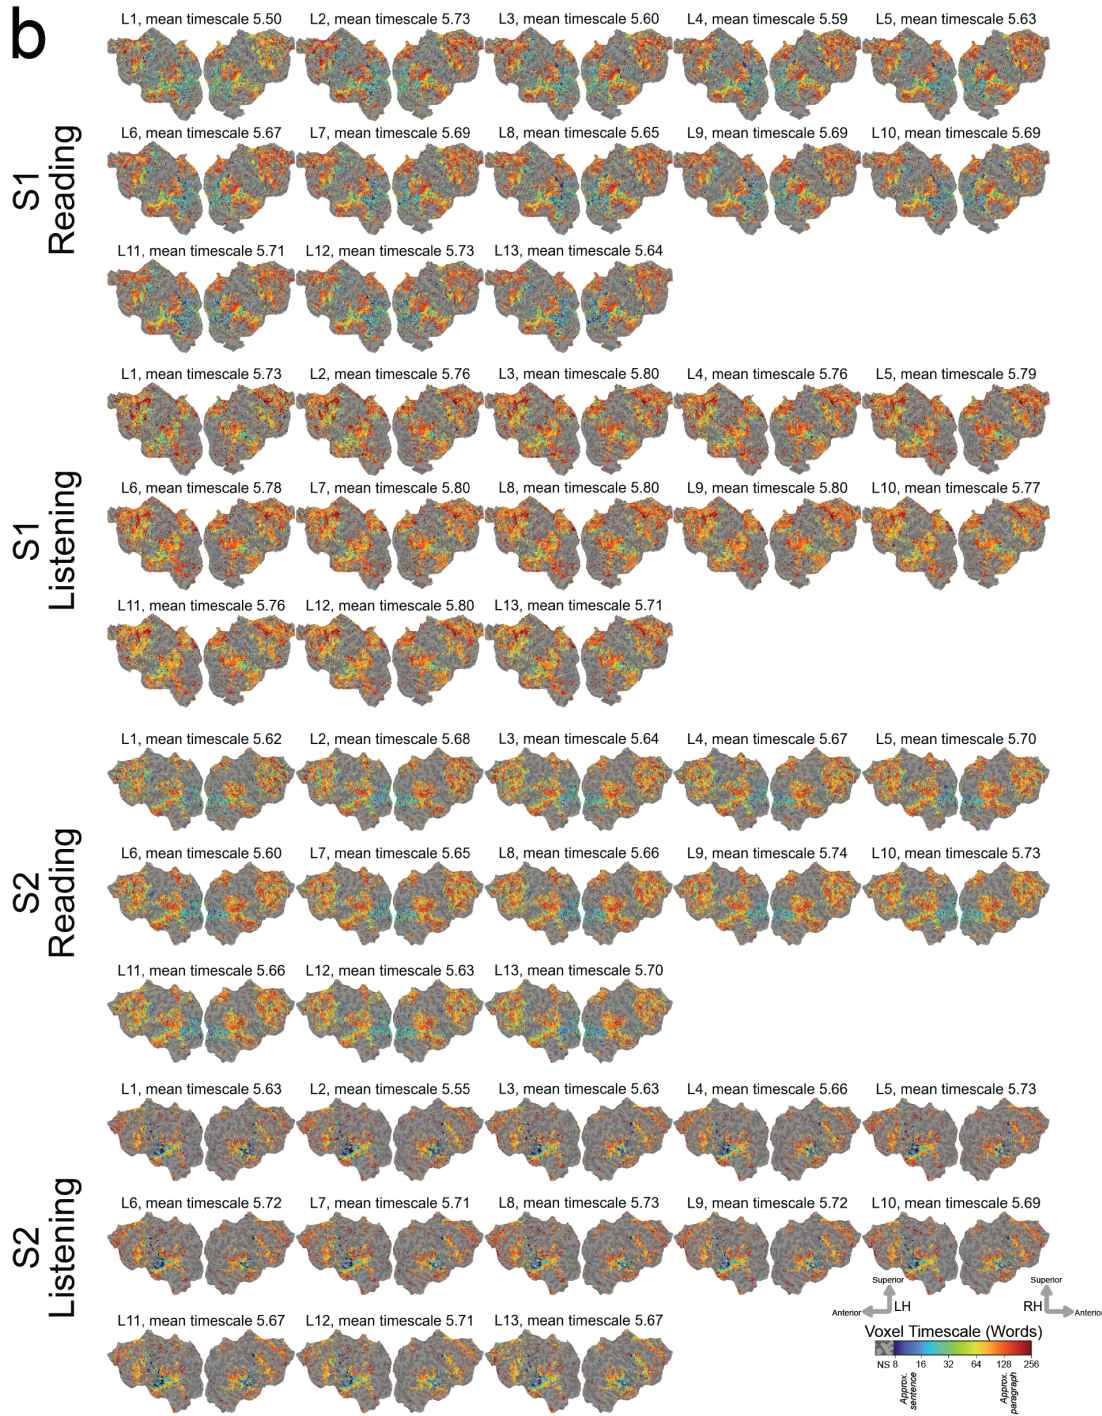 b
S1
Reading
L1, mean timescale 5.50 L2, mean timescale 5.73 L3, mean timescale 5.60 L4, mean timescale 5.59 L5, mean timescale 5.63
L6, mean timescale 5.67 L7, mean timescale 5.69 L8, mean timescale 5.65 L9, mean timescale 5.69 L10, mean timescale 5.69
L11, mean timescale 5.71 L12, mean timescale 5.73 L13, mean timescale 5.64
S1
Listening
L1, mean timescale 5.73 L2, mean timescale 5.76 L3, mean timescale 5.80 L4, mean timescale 5.76 L5, mean timescale 5.79
L6, mean timescale 5.78 L7, mean timescale 5.80 L8, mean timescale 5.80 L9, mean timescale 5.80 L10, mean timescale 5.77
L11, mean timescale 5.76 L12, mean timescale 5.80 L13, mean timescale 5.71
S2
Reading
L1, mean timescale 5.62 L2, mean timescale 5.68 L3, mean timescale 5.64 L4, mean timescale 5.67 L5, mean timescale 5.70
L6, mean timescale 5.60 L7, mean timescale 5.65 L8, mean timescale 5.66 L9, mean timescale 5.74 L10, mean timescale 5.73
L11, mean timescale 5.66 L12, mean timescale 5.63 L13, mean timescale 5.70
S2
Listening
L1, mean timescale 5.63 L2, mean timescale 5.55 L3, mean timescale 5.63 L4, mean timescale 5.66 L5, mean timescale 5.73
L6, mean timescale 5.72 L7, mean timescale 5.71 L8, mean timescale 5.73 L9, mean timescale 5.72 L10, mean timescale 5.69
L11, mean timescale 5.67 L12, mean timescale 5.71 L13, mean timescale 5.67
Superior Superior
Anterior LH RH Anterior
Voxel Timescale (Words)
NS 8 16 32 64 128 256
Approx.
sentence
Approx.
paragraph